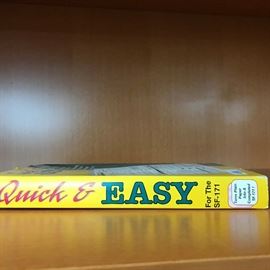 Quick & EASY
For The
SF-171